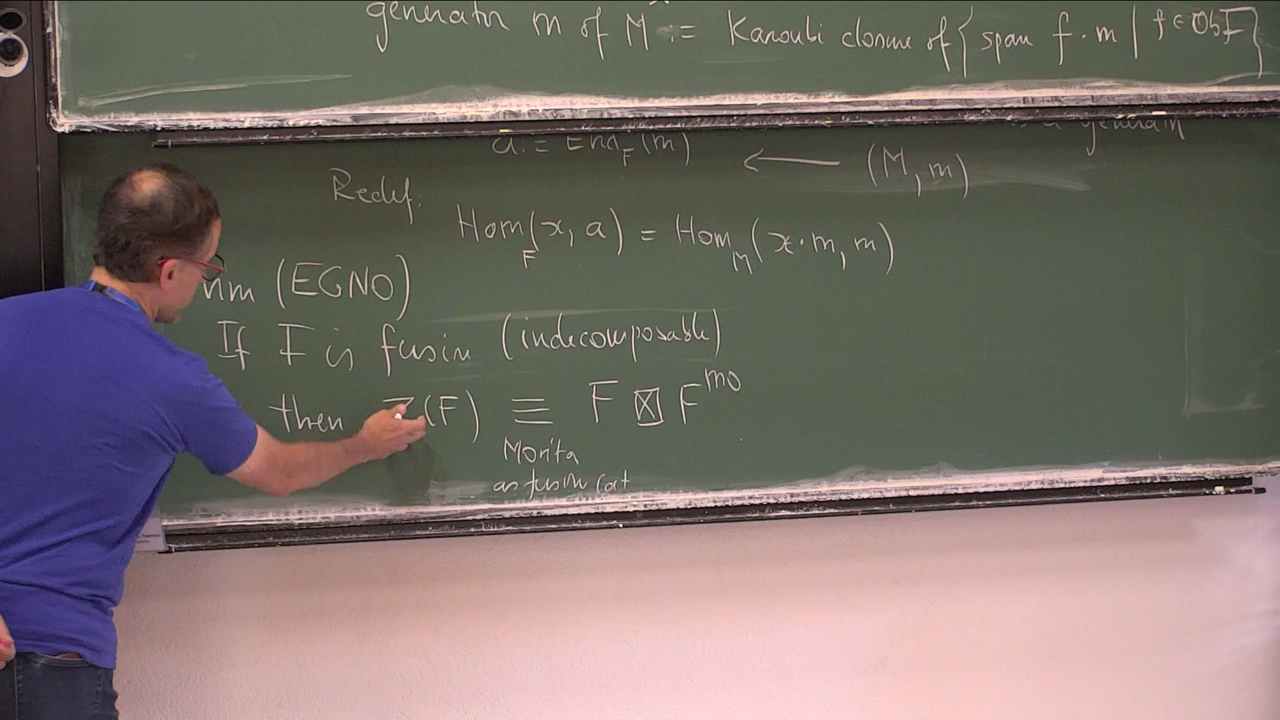 generator m of M := Karoubi closure of { span f · m | f ∈ Ob F }
a := End_F(m) ← (M, m)
Redef.
Hom_F(x, a) = Hom_M(x · m, m)
(EGNO)
If F is fusion (indecomposable)
then Z(F) ≡ F ⊠ F^mo
Morita
as fusion cat